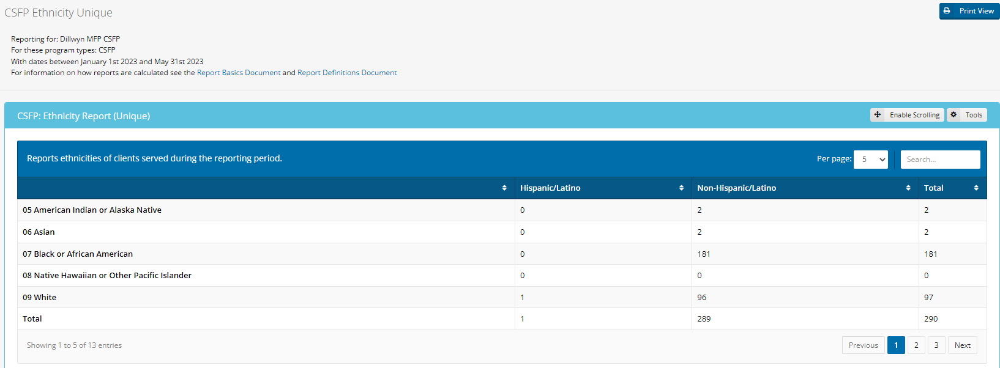 CSFP Ethnicity Unique
Print View
Reporting for: Dillwyn MFP CSFP
For these program types: CSFP
With dates between January 1st 2023 and May 31st 2023
For information on how reports are calculated see the Report Basics Document and Report Definitions Document
CSFP: Ethnicity Report (Unique)
Enable Scrolling
Tools
Reports ethnicities of clients served during the reporting period.
Per page: 5
Search...
Hispanic/Latino Non-Hispanic/Latino Total
05 American Indian or Alaska Native 0 2 2
06 Asian 0 2 2
07 Black or African American 0 181 181
08 Native Hawaiian or Other Pacific Islander 0 0 0
09 White 1 96 97
Total 1 289 290
Showing 1 to 5 of 13 entries
Previous 1 2 3 Next